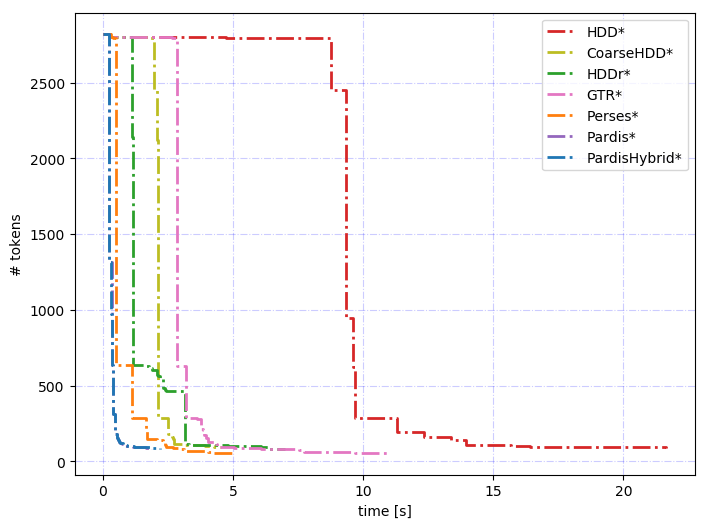 HDD*
CoarseHDD*
HDDr*
GTR*
Perses*
Pardis*
PardisHybrid*
# tokens
2500
2000
1500
1000
500
0
0 5 10 15 20
time [s]